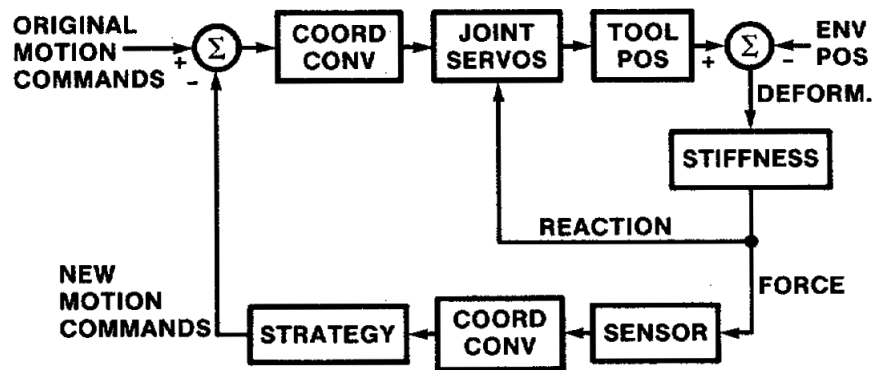 ORIGINAL
MOTION
COMMANDS
+
-
Σ
COORD
CONV
JOINT
SERVOS
TOOL
POS
+
Σ
-
ENV
POS
DEFORM.
STIFFNESS
REACTION
FORCE
NEW
MOTION
COMMANDS
STRATEGY
COORD
CONV
SENSOR